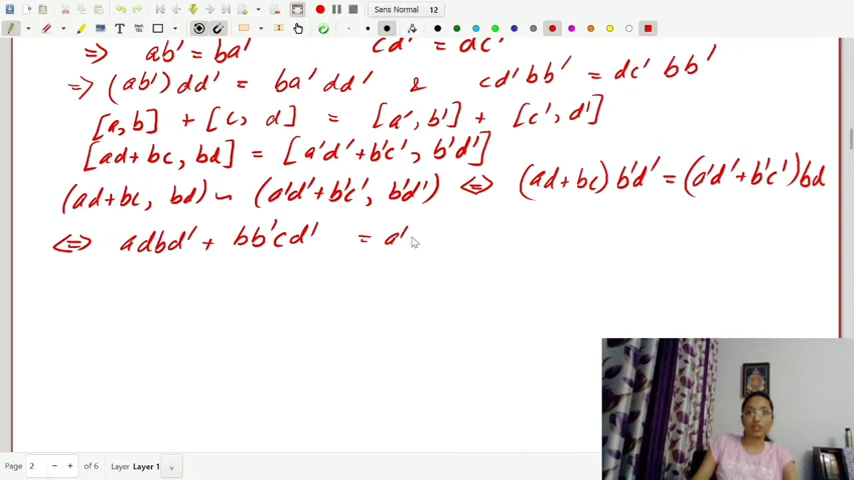 Sans Normal 12
=> ab' = ba' cd' = dc'
=> (ab') dd' = ba' dd' & cd' bb' = dc' bb'
[a, b] + [c, d] = [a', b'] + [c', d']
[ad+bc, bd] = [a'd'+b'c', b'd']
(ad+bc, bd) ~ (a'd'+b'c', b'd') <=> (ad+bc) b'd' = (a'd'+b'c') bd
<=> adbd' + bb'cd' = a'
Page 2 of 6 Layer Layer 1